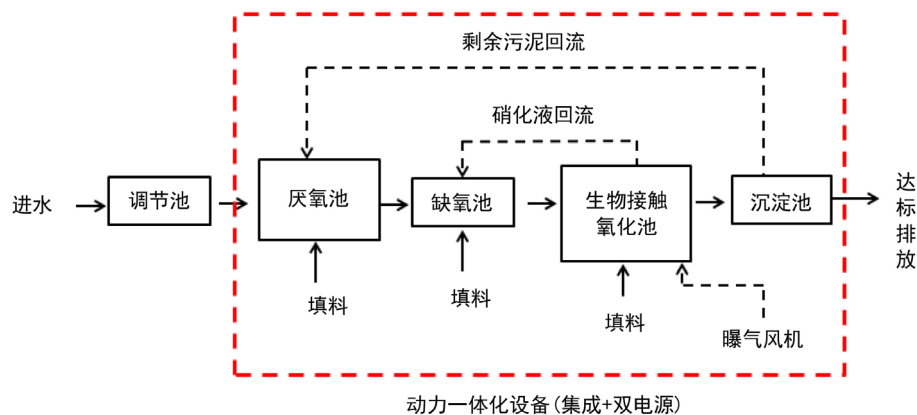 剩余污泥回流
硝化液回流
进水
调节池
厌氧池
缺氧池
生物接触
氧化池
沉淀池
达
标
排
放
填料
填料
填料
曝气风机
动力一体化设备(集成+双电源)